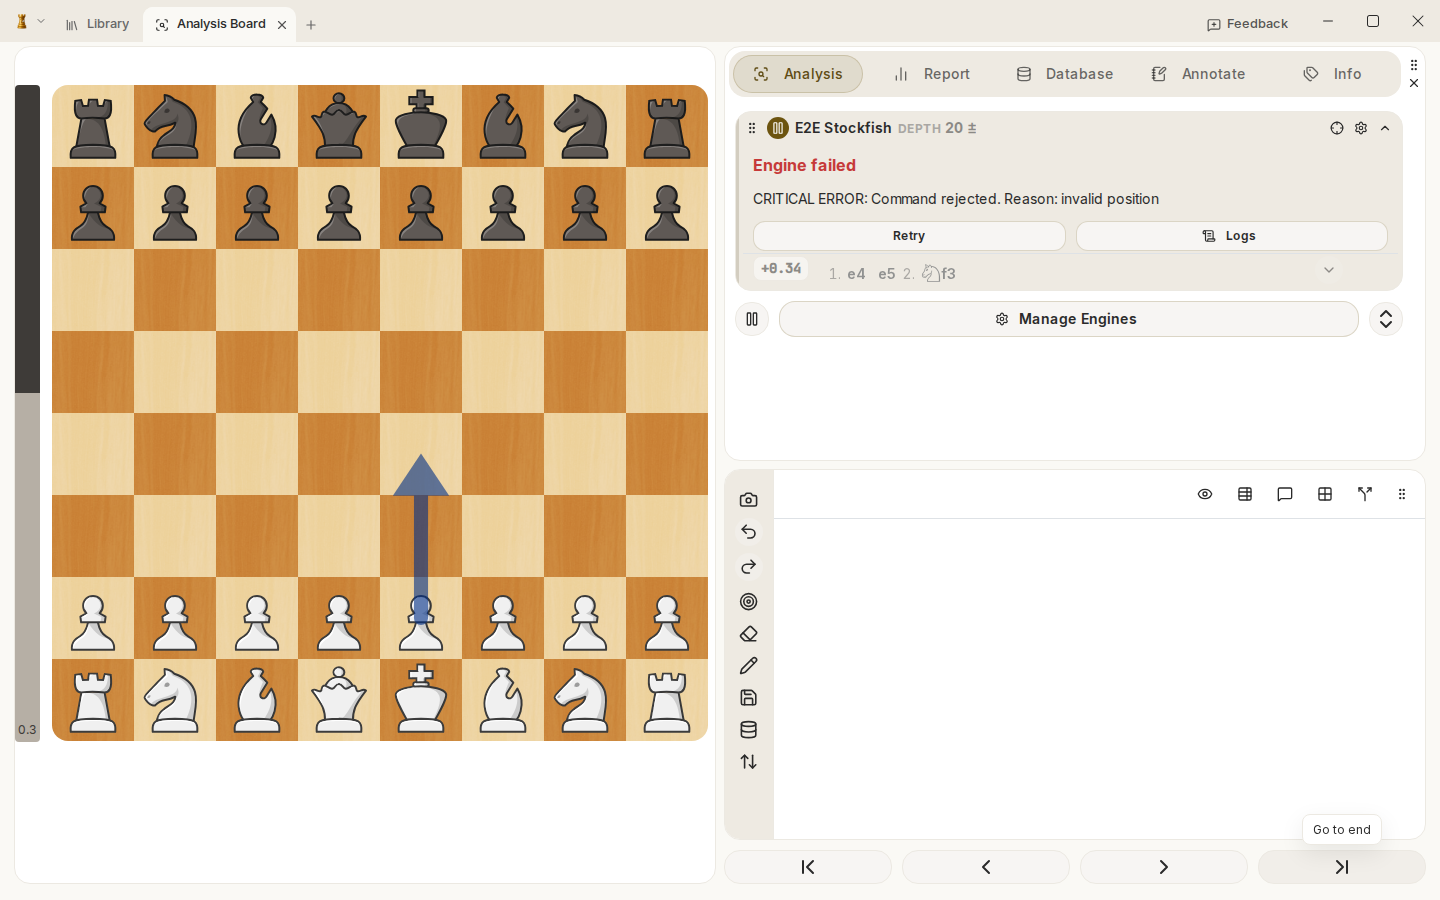 Library
Analysis Board
Feedback
Analysis
Report
Database
Annotate
Info
E2E Stockfish DEPTH 20 ±
Engine failed
CRITICAL ERROR: Command rejected. Reason: invalid position
Retry
Logs
+0.34
1. e4 e5 2. ♘f3
Manage Engines
0.3
Go to end